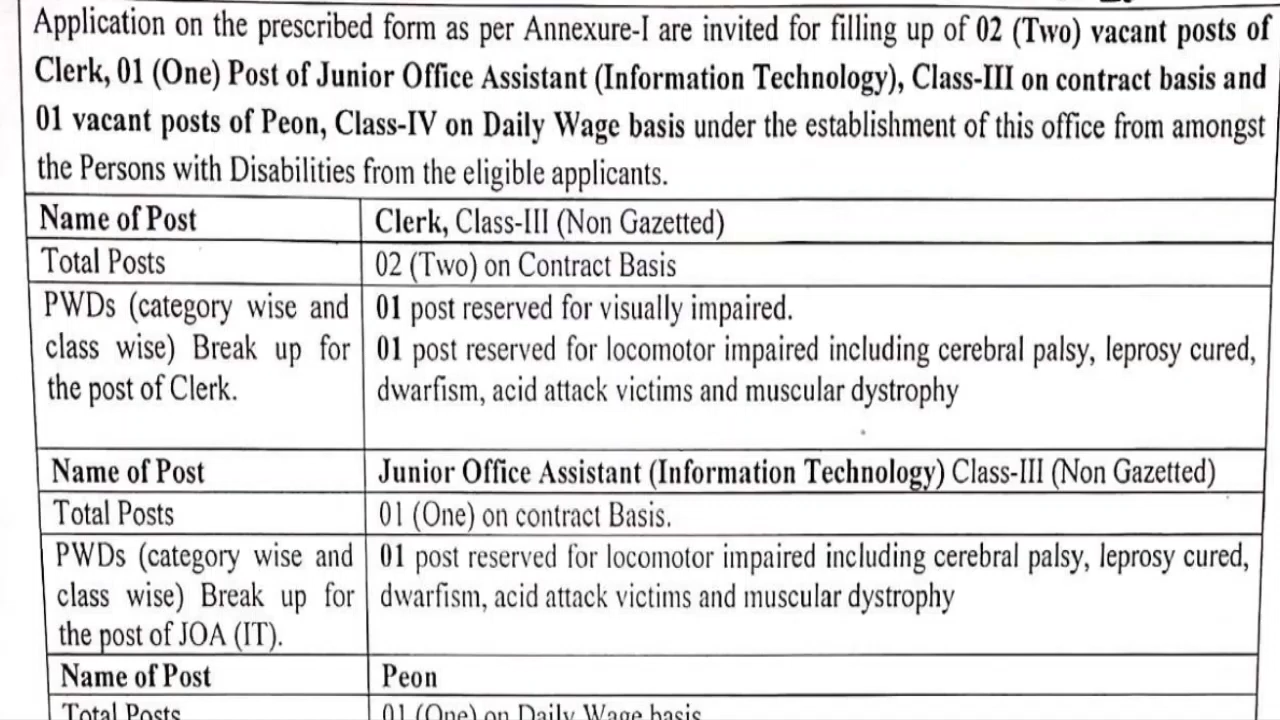 Application on the prescribed form as per Annexure-I are invited for filling up of 02 (Two) vacant posts of
Clerk, 01 (One) Post of Junior Office Assistant (Information Technology), Class-III on contract basis and
01 vacant posts of Peon, Class-IV on Daily Wage basis under the establishment of this office from amongst
the Persons with Disabilities from the eligible applicants.
Name of Post
Clerk, Class-III (Non Gazetted)
Total Posts
02 (Two) on Contract Basis
PWDs (category wise and
class wise) Break up for
the post of Clerk.
01 post reserved for visually impaired.
01 post reserved for locomotor impaired including cerebral palsy, leprosy cured,
dwarfism, acid attack victims and muscular dystrophy
Name of Post
Junior Office Assistant (Information Technology) Class-III (Non Gazetted)
Total Posts
01 (One) on contract Basis.
PWDs (category wise and
class wise) Break up for
the post of JOA (IT).
01 post reserved for locomotor impaired including cerebral palsy, leprosy cured,
dwarfism, acid attack victims and muscular dystrophy
Name of Post
Peon
Total Posts
01 (One) on Daily Wage basis